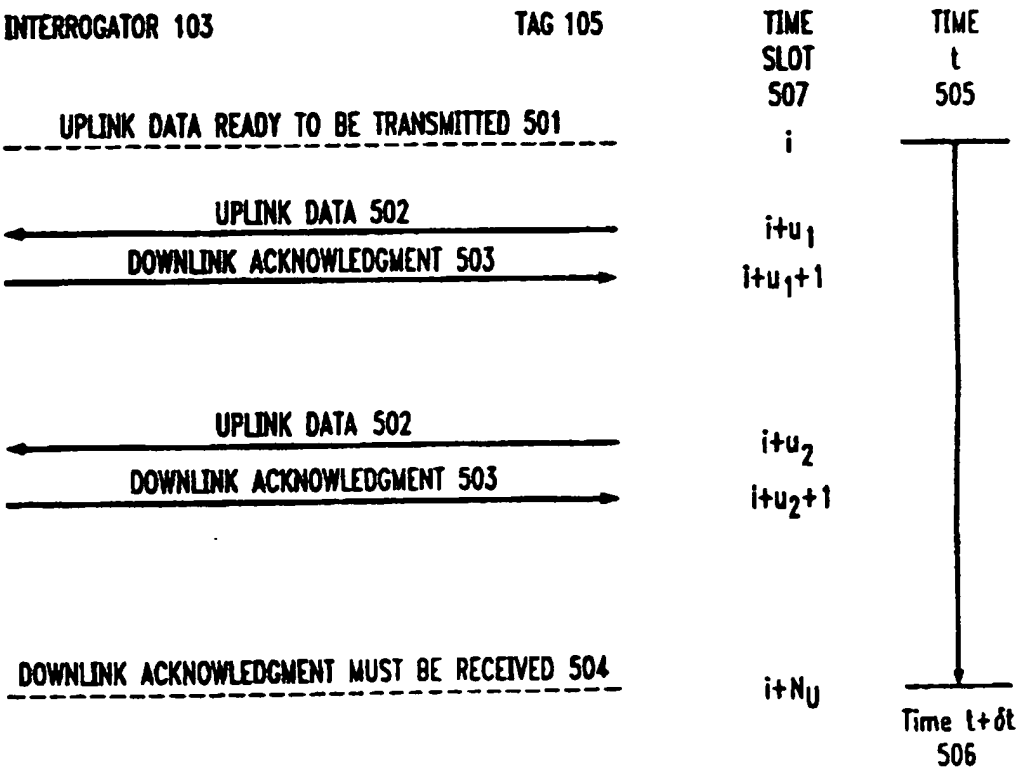 INTERROGATOR 103 TAG 105 TIME SLOT 507 TIME t 505
UPLINK DATA READY TO BE TRANSMITTED 501 i
UPLINK DATA 502 i+u1
DOWNLINK ACKNOWLEDGMENT 503 i+u1+1
UPLINK DATA 502 i+u2
DOWNLINK ACKNOWLEDGMENT 503 i+u2+1
DOWNLINK ACKNOWLEDGMENT MUST BE RECEIVED 504 i+NU
Time t+δt
506